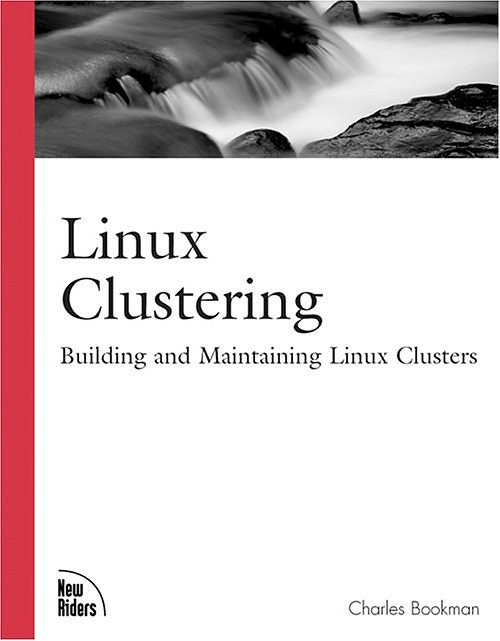 Linux
Clustering
Building and Maintaining Linux Clusters
New
Riders
Charles Bookman